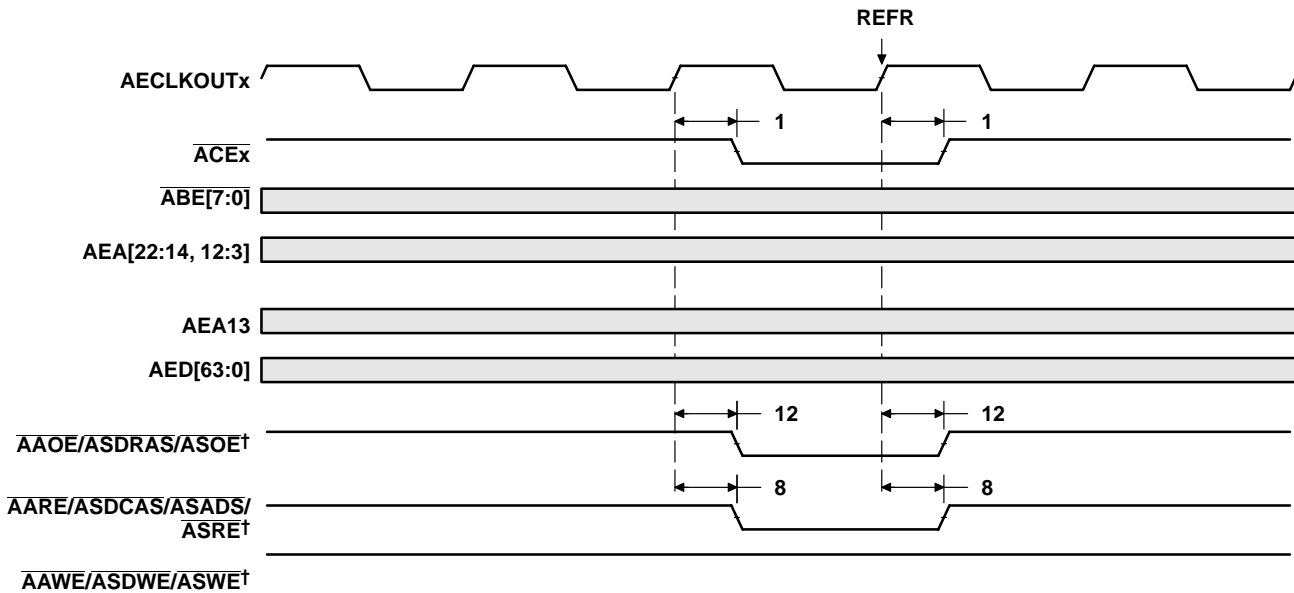 REFR
AECLKOUTx
1 1
ACEx
ABE[7:0]
AEA[22:14, 12:3]
AEA13
AED[63:0]
12 12
AAOE/ASDRAS/ASOE†
8 8
AARE/ASDCAS/ASADS/
ASRE†
AAWE/ASDWE/ASWE†